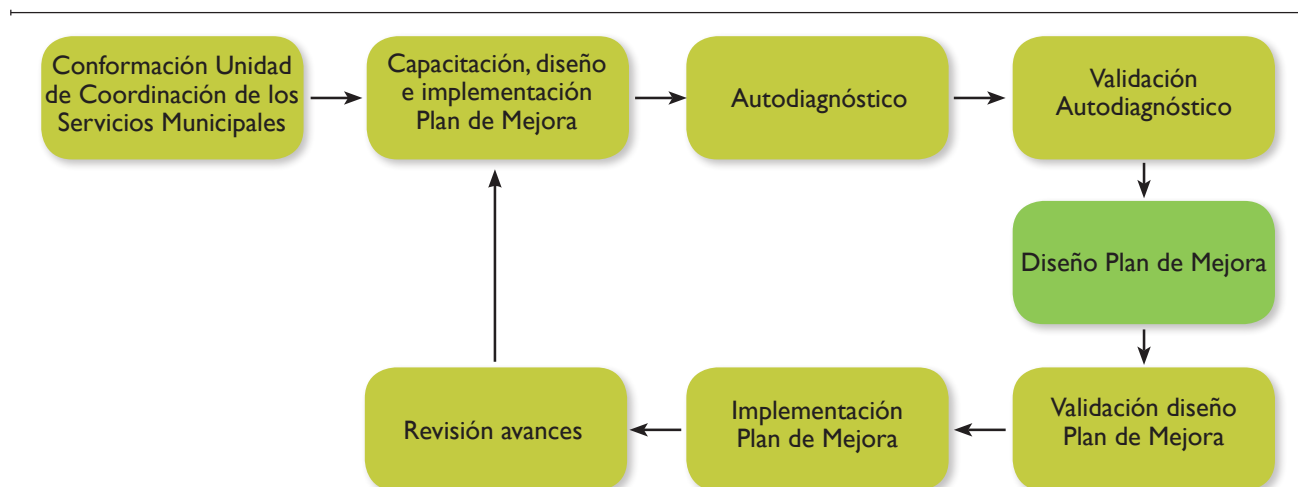 Conformación Unidad
de Coordinación de los
Servicios Municipales
Capacitación, diseño
e implementación
Plan de Mejora
Autodiagnóstico
Validación
Autodiagnóstico
Diseño Plan de Mejora
Validación diseño
Plan de Mejora
Implementación
Plan de Mejora
Revisión avances